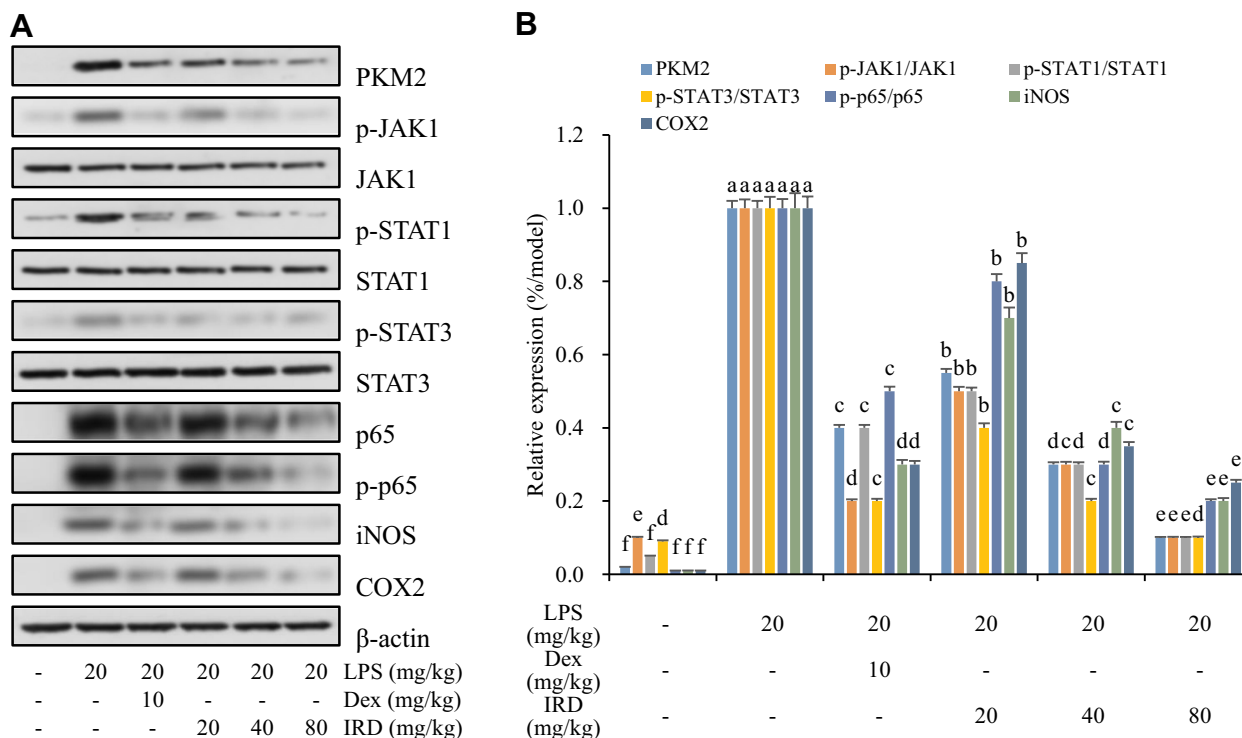 A
PKM2
p-JAK1
JAK1
p-STAT1
STAT1
p-STAT3
STAT3
p65
p-p65
iNOS
COX2
β-actin
- 20 20 20 20 20 LPS (mg/kg)
- - 10 - - - Dex (mg/kg)
- - - 20 40 80 IRD (mg/kg)
B
PKM2 p-JAK1/JAK1 p-STAT1/STAT1
p-STAT3/STAT3 p-p65/p65 iNOS
COX2
Relative expression (%/model)
1.2
1.0
0.8
0.6
0.4
0.2
0.0
f e f d f f f
a a a a a a a
c d c c c d d
b b b b b b b
d c d c d c c
e e e d e e e
LPS
(mg/kg)
- 20 20 20 20 20
Dex
(mg/kg)
- - 10 - - -
IRD
(mg/kg)
- - - 20 40 80